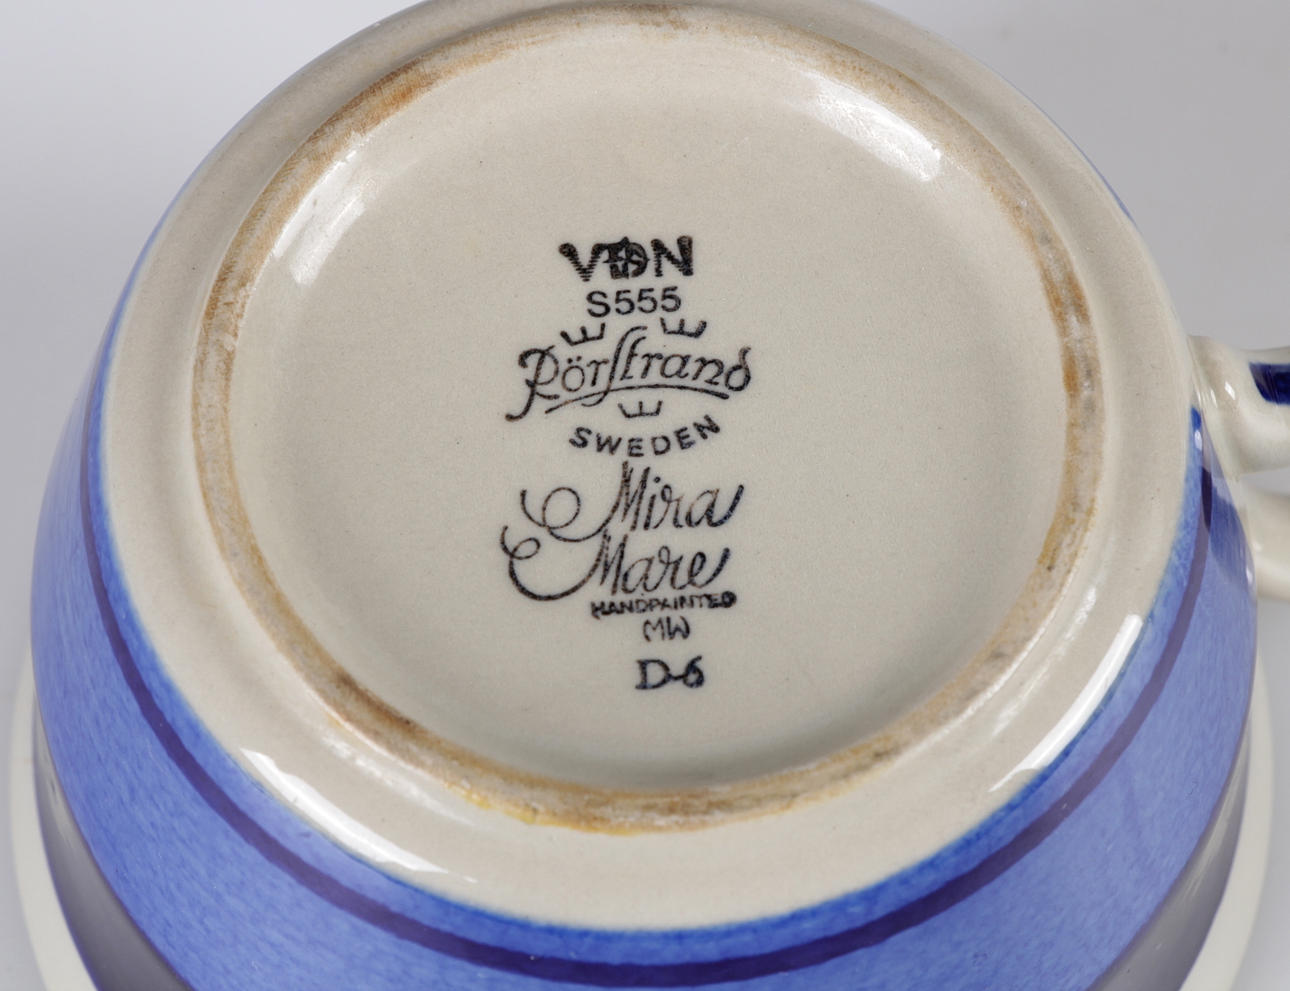 VDN
S555
Rörstrand
SWEDEN
Mira
Mare
HANDPAINTED
MW
D-6